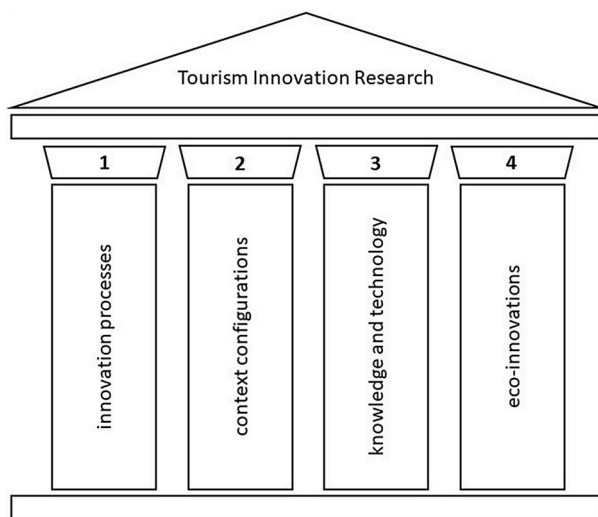 Tourism Innovation Research
1
2
3
4
innovation processes
context configurations
knowledge and technology
eco-innovations